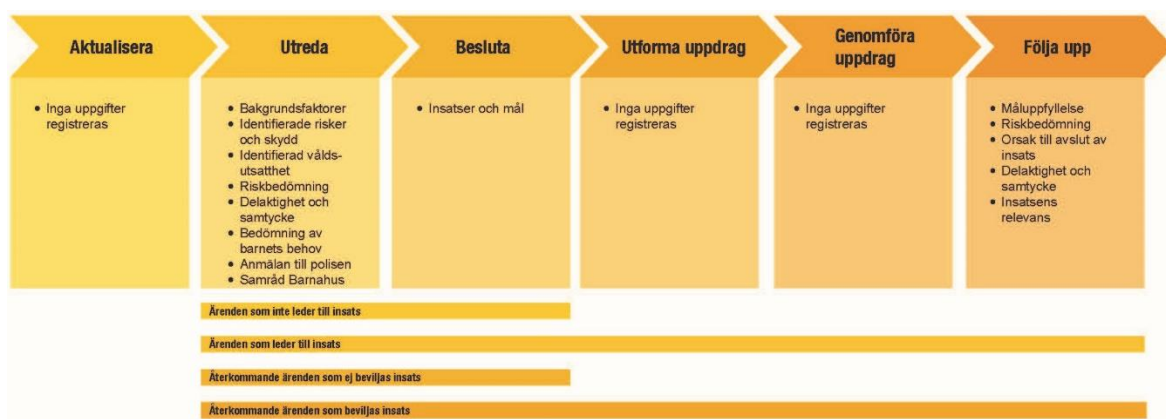 Aktualisera
• Inga uppgifter
registreras
Utreda
• Bakgrundsfaktorer
• Identifierade risker
och skydd
• Identifierad vålds-
utsatthet
• Riskbedömning
• Delaktighet och
samtycke
• Bedömning av
barnets behov
• Anmälan till polisen
• Samråd Barnahus
Besluta
• Insatser och mål
Utforma uppdrag
• Inga uppgifter
registreras
Genomföra
uppdrag
• Inga uppgifter
registreras
Följa upp
• Måluppfyllelse
• Riskbedömning
• Orsak till avslut av
insats
• Delaktighet och
samtycke
• Insatsens
relevans
Ärenden som inte leder till insats
Ärenden som leder till insats
Återkommande ärenden som ej beviljas insats
Återkommande ärenden som beviljas insats